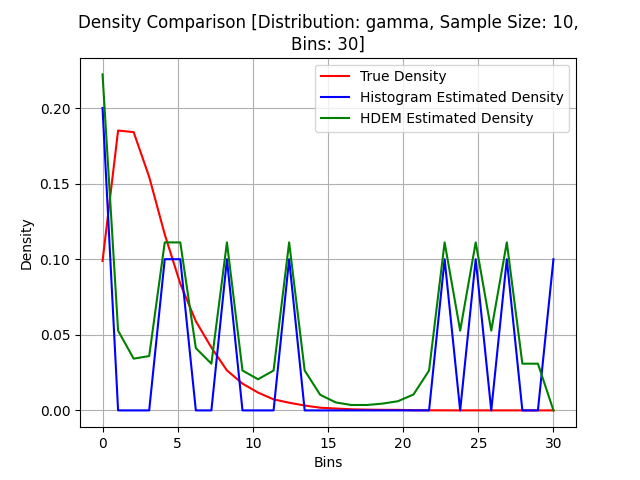 Density Comparison [Distribution: gamma, Sample Size: 10,
Bins: 30]
True Density
Histogram Estimated Density
HDEM Estimated Density
Density
0.20
0.15
0.10
0.05
0.00
0 5 10 15 20 25 30
Bins